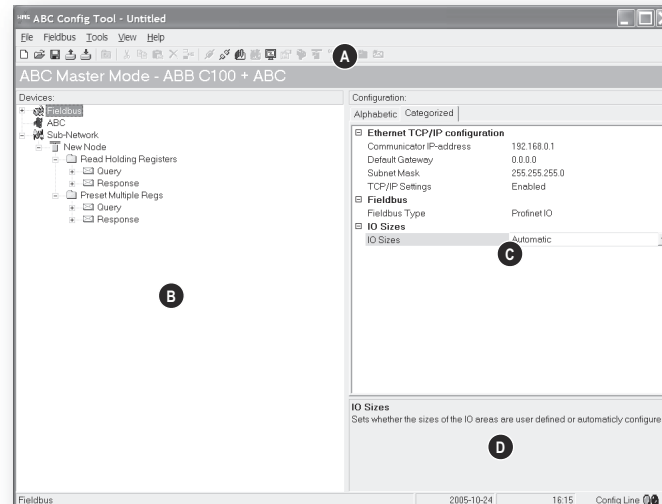 ABC Config Tool - Untitled
File Fieldbus Tools View Help
A
ABC Master Mode - ABB C100 + ABC
Devices:
Fieldbus
ABC
Sub-Network
New Node
Read Holding Registers
Query
Response
Preset Multiple Regs
Query
Response
B
Configuration:
Alphabetic Categorized
Ethernet TCP/IP configuration
Communicator IP-address 192.168.0.1
Default Gateway 0.0.0.0
Subnet Mask 255.255.255.0
TCP/IP Settings Enabled
Fieldbus
Fieldbus Type Profinet IO
IO Sizes
IO Sizes Automatic
C
IO Sizes
Sets whether the sizes of the IO areas are user defined or automaticly configure
D
Fieldbus 2005-10-24 16:15 Config Line